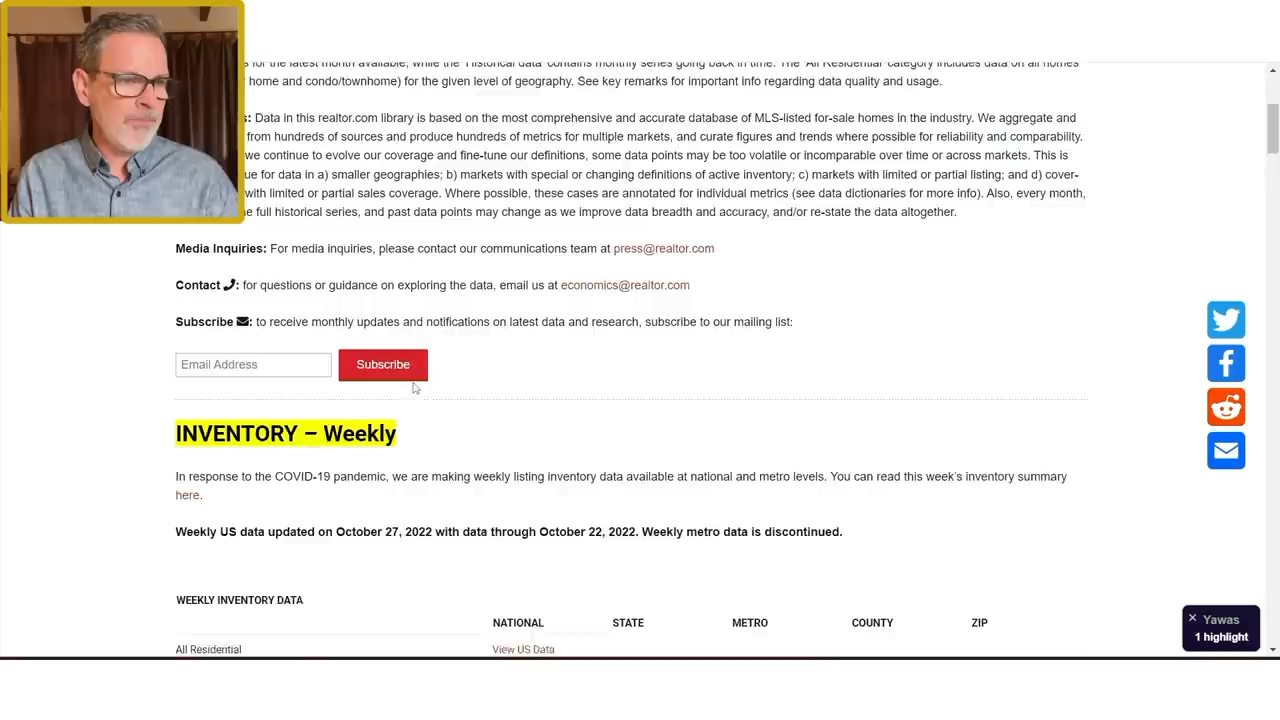 s for the latest month available, while the 'Historical data' contains monthly series going back in time. The 'All Residential' category includes data on all homes
home and condo/townhome) for the given level of geography. See key remarks for important info regarding data quality and usage.
s: Data in this realtor.com library is based on the most comprehensive and accurate database of MLS-listed for-sale homes in the industry. We aggregate and
from hundreds of sources and produce hundreds of metrics for multiple markets, and curate figures and trends where possible for reliability and comparability.
we continue to evolve our coverage and fine-tune our definitions, some data points may be too volatile or incomparable over time or across markets. This is
ue for data in a) smaller geographies; b) markets with special or changing definitions of active inventory; c) markets with limited or partial listing; and d) cover-
with limited or partial sales coverage. Where possible, these cases are annotated for individual metrics (see data dictionaries for more info). Also, every month,
e full historical series, and past data points may change as we improve data breadth and accuracy, and/or re-state the data altogether.
Media Inquiries: For media inquiries, please contact our communications team at press@realtor.com
Contact : for questions or guidance on exploring the data, email us at economics@realtor.com
Subscribe : to receive monthly updates and notifications on latest data and research, subscribe to our mailing list:
Email Address Subscribe
INVENTORY – Weekly
In response to the COVID-19 pandemic, we are making weekly listing inventory data available at national and metro levels. You can read this week's inventory summary
here.
Weekly US data updated on October 27, 2022 with data through October 22, 2022. Weekly metro data is discontinued.
WEEKLY INVENTORY DATA
NATIONAL STATE METRO COUNTY ZIP
All Residential View US Data
Yawas
1 highlight